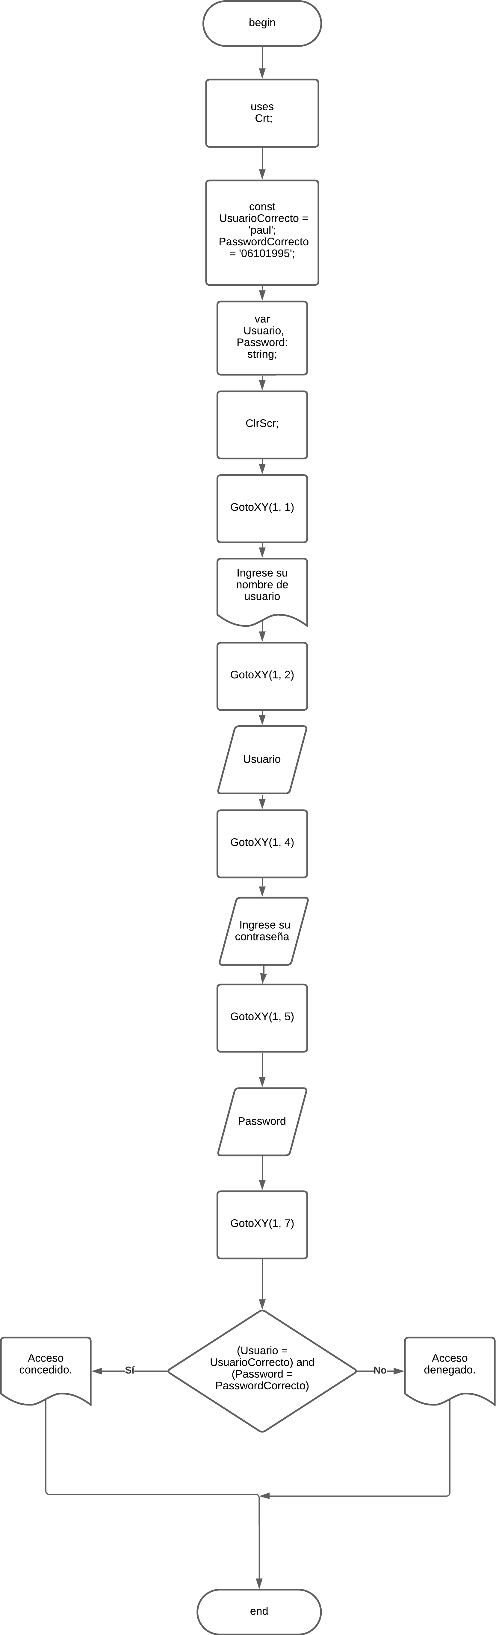 begin
uses
Crt;
const
UsuarioCorrecto =
'paul';
PasswordCorrecto
= '06101995';
var
Usuario,
Password:
string;
ClrScr;
GotoXY(1, 1)
Ingrese su
nombre de
usuario
GotoXY(1, 2)
Usuario
GotoXY(1, 4)
Ingrese su
contraseña
GotoXY(1, 5)
Password
GotoXY(1, 7)
(Usuario =
UsuarioCorrecto) and
(Password =
PasswordCorrecto)
Sí
Acceso
concedido.
No
Acceso
denegado.
end